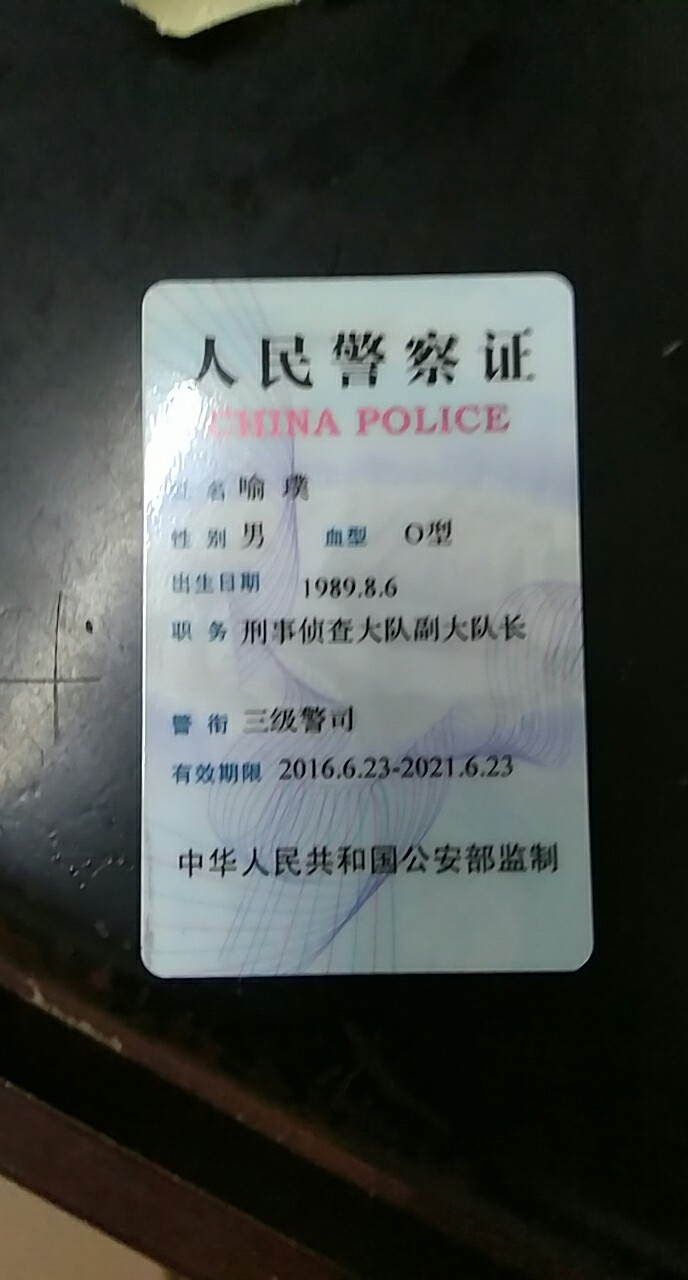 人民警察证
CHINA POLICE
姓 名 喻 璞
性 别 男 血型 O型
出生日期 1989.8.6
职 务 刑事侦查大队副大队长
警 衔 三级警司
有效期限 2016.6.23-2021.6.23
中华人民共和国公安部监制